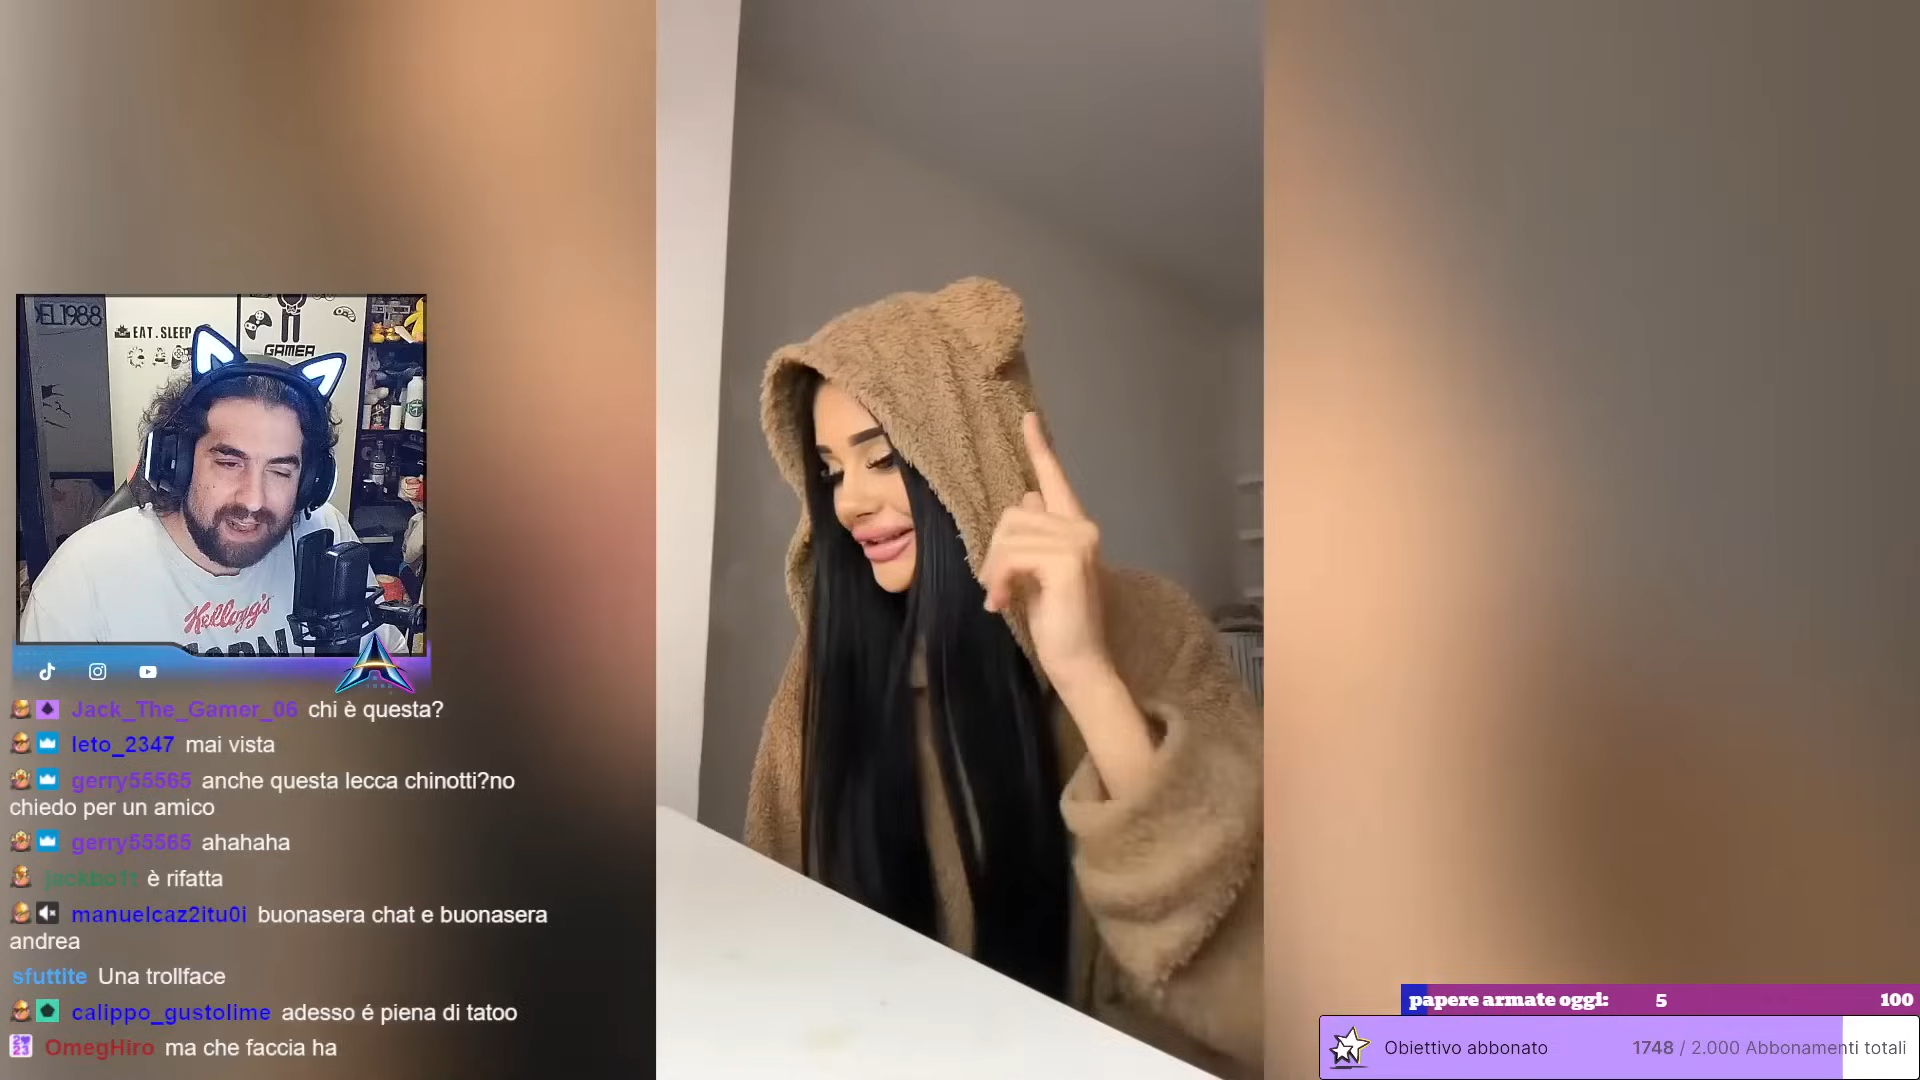 EL1988
EAT.SLEEP
GAMER
Kellogg's
Jack_The_Gamer_06 chi è questa?
leto_2347 mai vista
gerry55565 anche questa lecca chinotti?no
chiedo per un amico
gerry55565 ahahaha
jackbo1t è rifatta
manuelcaz2itu0i buonasera chat e buonasera
andrea
sfuttite Una trollface
calippo_gustolime adesso é piena di tatoo
OmegHiro ma che faccia ha
papere armate oggi: 5 100
Obiettivo abbonato 1748 / 2.000 Abbonamenti totali